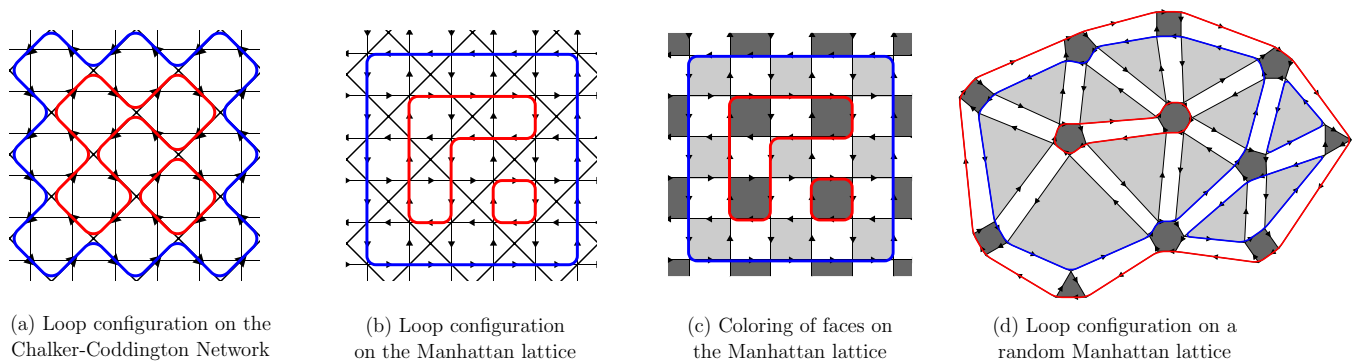 (a) Loop configuration on the
Chalker-Coddington Network
(b) Loop configuration
on the Manhattan lattice
(c) Coloring of faces on
the Manhattan lattice
(d) Loop configuration on a
random Manhattan lattice